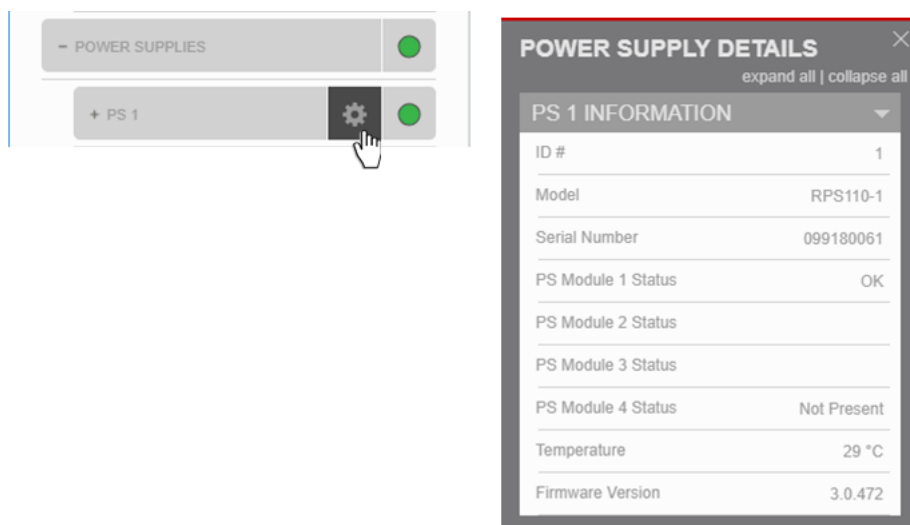 - POWER SUPPLIES
+ PS 1
POWER SUPPLY DETAILS
expand all | collapse all
PS 1 INFORMATION
ID # 1
Model RPS110-1
Serial Number 099180061
PS Module 1 Status OK
PS Module 2 Status
PS Module 3 Status
PS Module 4 Status Not Present
Temperature 29 °C
Firmware Version 3.0.472